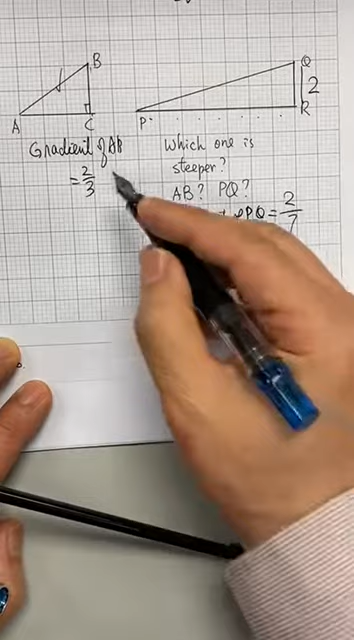 B
Q
2
A
C
P
R
Gradient of AB
= 2/3
Which one is
steeper?
AB? PQ?
PQ = 2/7